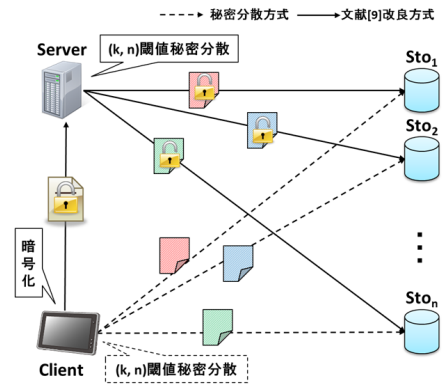 秘密分散方式 文献[9]改良方式
Server
(k, n)閾値秘密分散
Sto1
Sto2
暗号化
Ston
Client
(k, n)閾値秘密分散